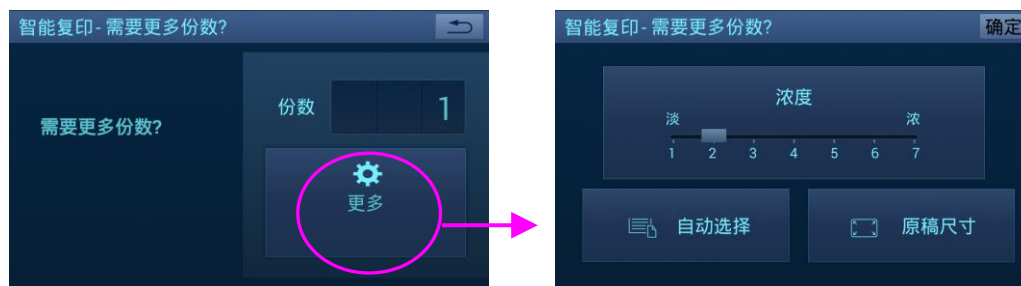 智能复印- 需要更多份数?
需要更多份数?
份数 1
更多
智能复印- 需要更多份数?
确定
浓度
淡 浓
1 2 3 4 5 6 7
自动选择
原稿尺寸